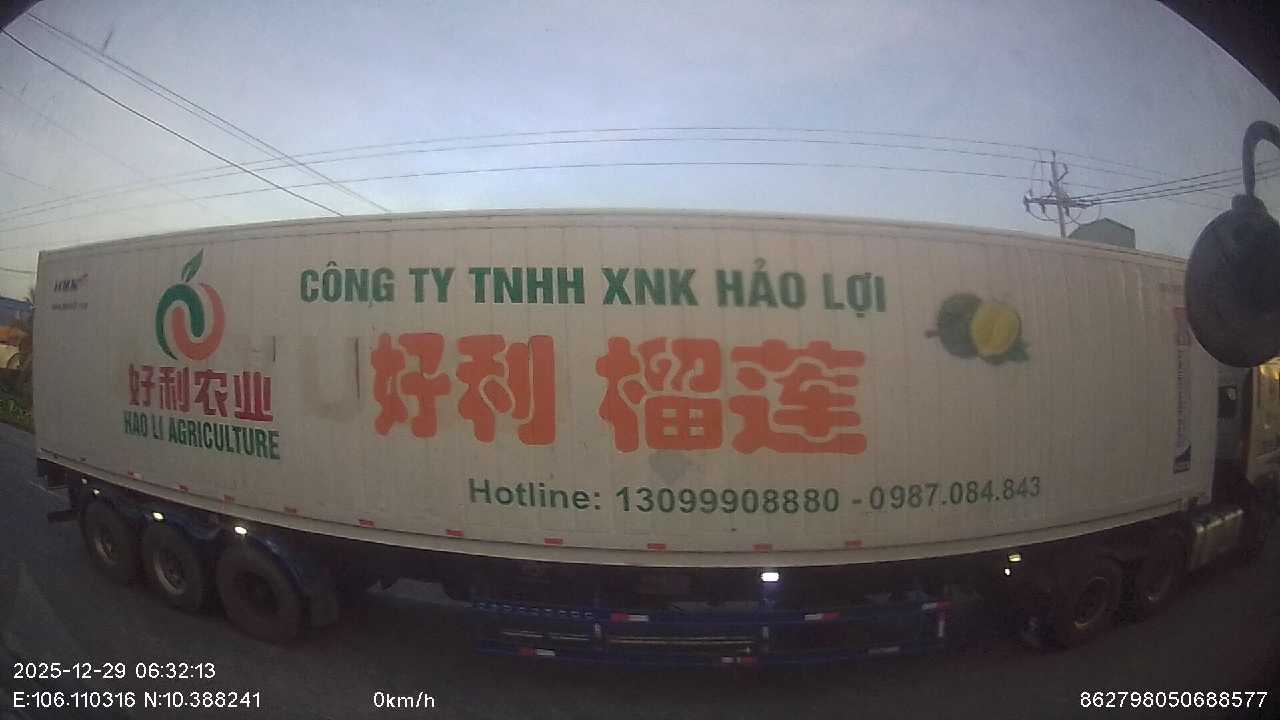 CÔNG TY TNHH XNK HẢO LỢI
好利 榴莲
好利农业
HAO LI AGRICULTURE
Hotline: 13099908880 - 0987.084.843
2025-12-29 06:32:13
E:106.110316 N:10.388241
0km/h
862798050688577